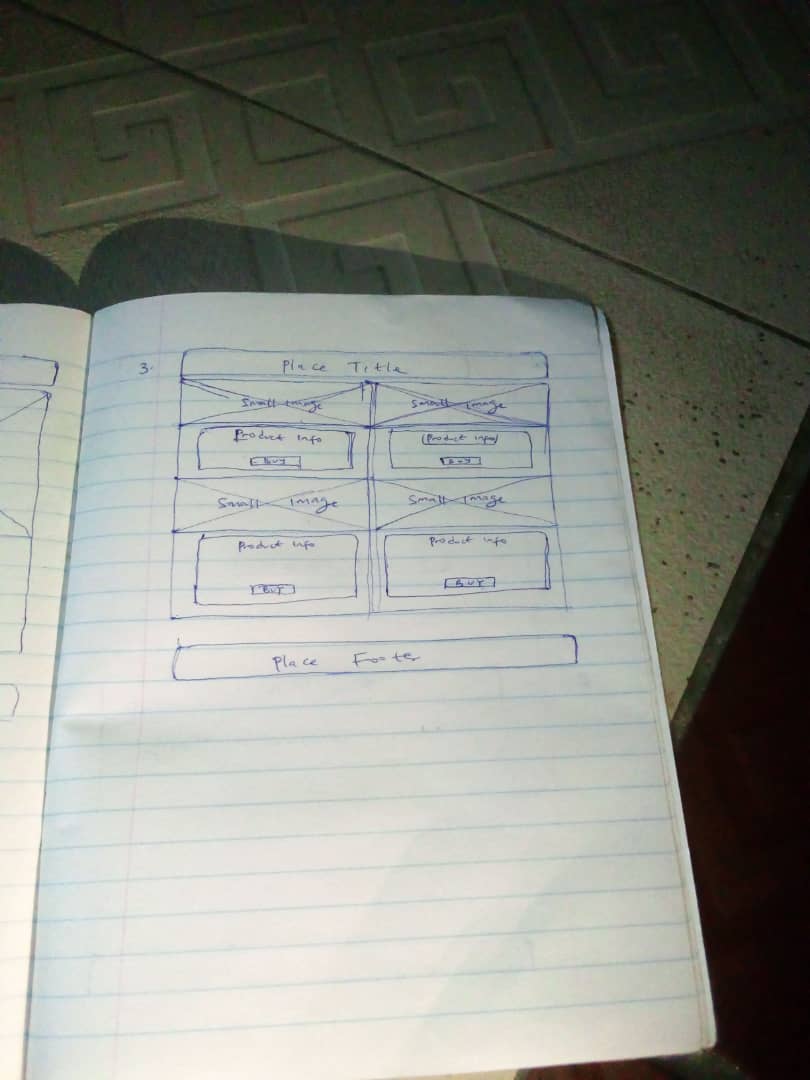 3.
Place Title
Small Image
Small Image
Product info
Product info
BUY
BUY
Small Image
Small Image
Product info
Product info
BUY
BUY
Place Footer